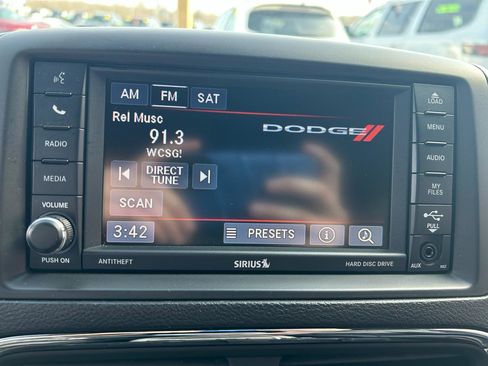 AM FM SAT
LOAD
Rel Musc
91.3
WCSG!
DODGE
MENU
RADIO
DIRECT
TUNE
AUDIO
MEDIA
MY
FILES
SCAN
VOLUME
3:42 PRESETS
PULL
PUSH ON
AUX
ANTITHEFT SIRIUS HARD DISC DRIVE